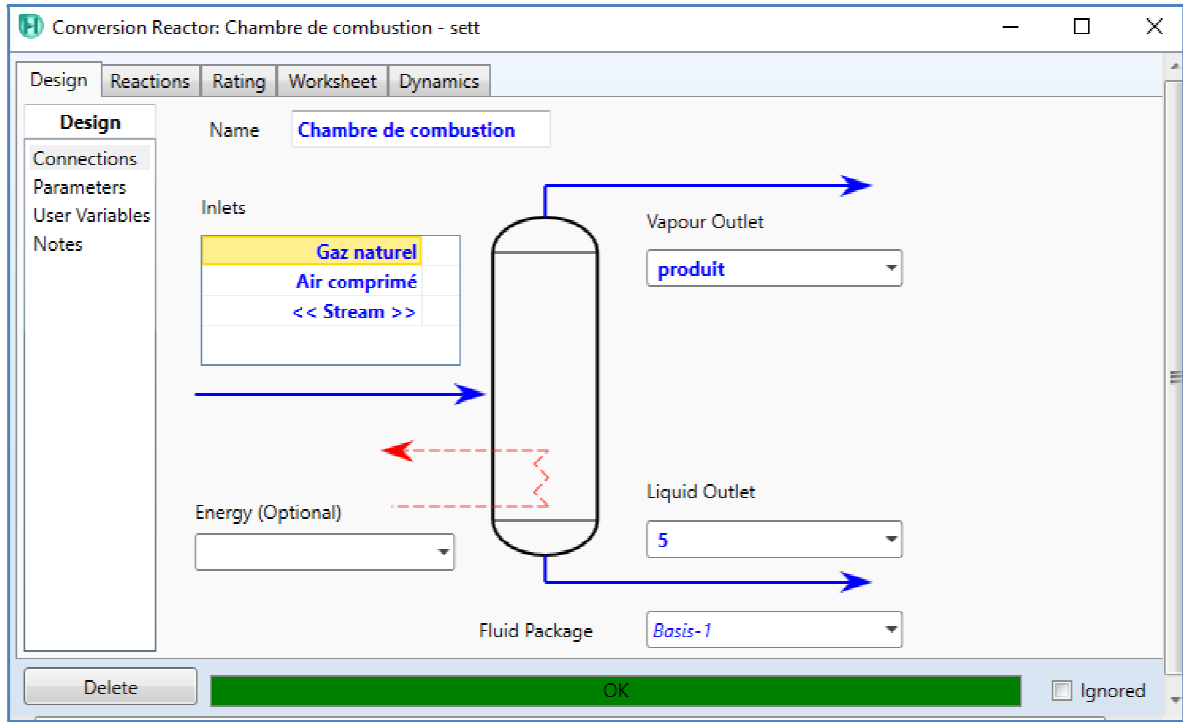 Conversion Reactor: Chambre de combustion - sett
Design Reactions Rating Worksheet Dynamics
Design
Connections
Parameters
User Variables
Notes
Name Chambre de combustion
Inlets
Gaz naturel
Air comprimé
<< Stream >>
Vapour Outlet
produit
Energy (Optional)
Liquid Outlet
5
Fluid Package Basis-1
Delete OK Ignored